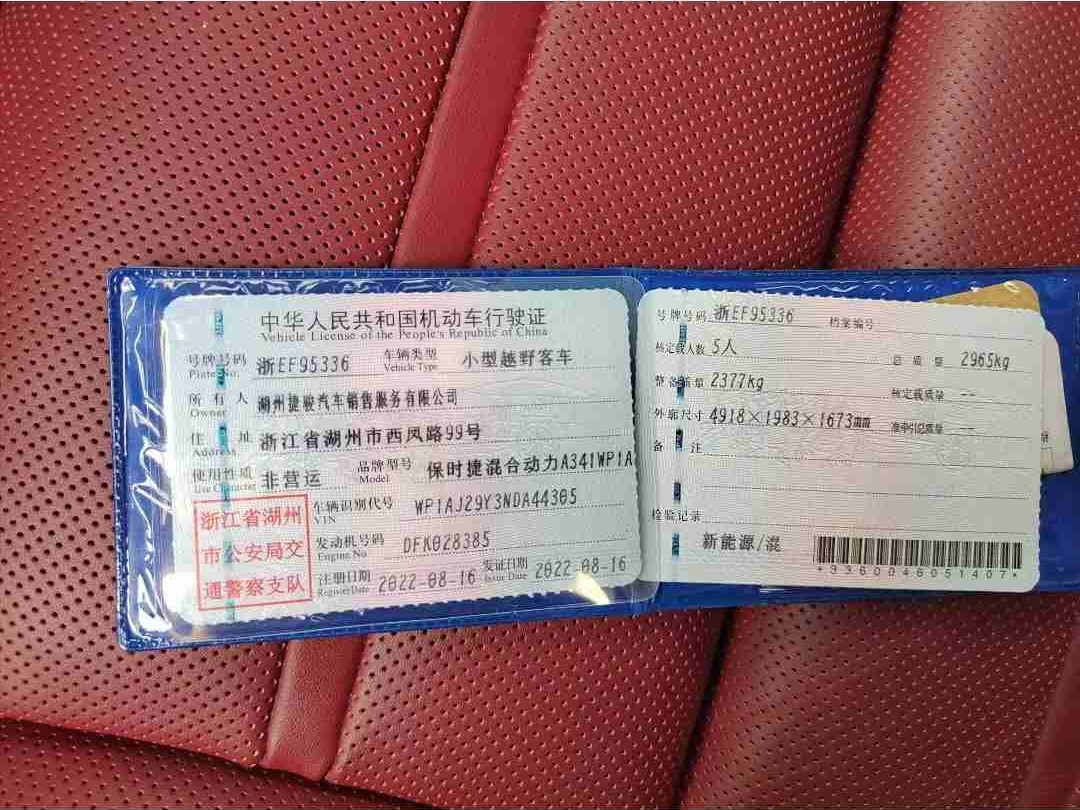 中华人民共和国机动车行驶证
Vehicle License of the People's Republic of China
号牌号码 浙EF95336 车辆类型 小型越野客车
Plate No. Vehicle Type
所有人 湖州捷骏汽车销售服务有限公司
Owner
住址 浙江省湖州市西凤路99号
Address
使用性质 非营运 品牌型号 保时捷混合动力A341WP1A
Use Character Model
浙江省湖州
市公安局交
通警察支队
车辆识别代号 WP1AJ29Y3NDA44305
VIN
发动机号码 DFK028385
Engine No
注册日期 2022-08-16 发证日期 2022-08-16
Register Date Issue Date
号牌号码 浙EF95336 档案编号
核定载人数 5人 总质量 2965kg
整备质量 2377kg 核定载质量 --
外廓尺寸 4918×1983×1673mm 准牵引总质量 --
备注
检验记录
新能源/混
*3360046051407*